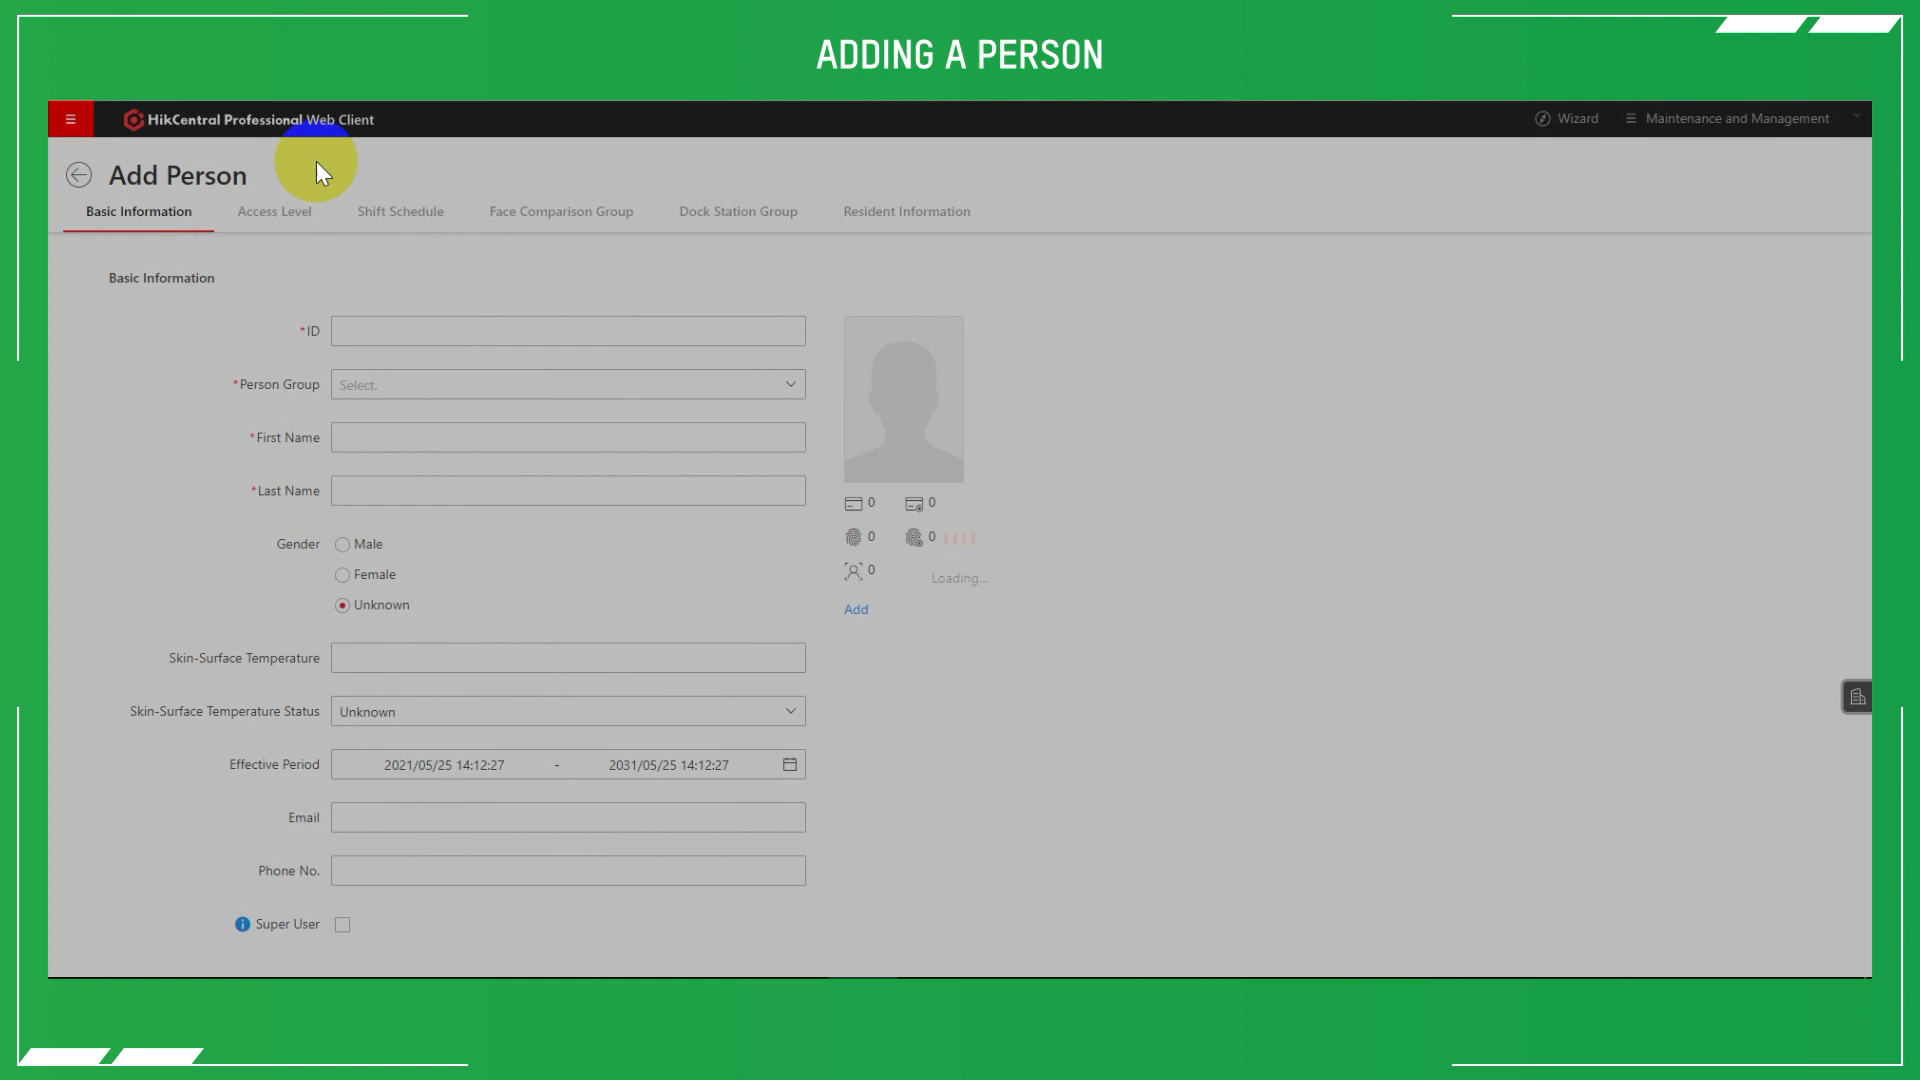 ADDING A PERSON
HikCentral Professional Web Client
Wizard
Maintenance and Management
Add Person
Basic Information
Access Level
Shift Schedule
Face Comparison Group
Dock Station Group
Resident Information
Basic Information
*ID
*Person Group
Select.
*First Name
*Last Name
Gender
Male
Female
Unknown
0
0
0
0
0
Loading...
Add
Skin-Surface Temperature
Skin-Surface Temperature Status
Unknown
Effective Period
2021/05/25 14:12:27 - 2031/05/25 14:12:27
Email
Phone No.
Super User